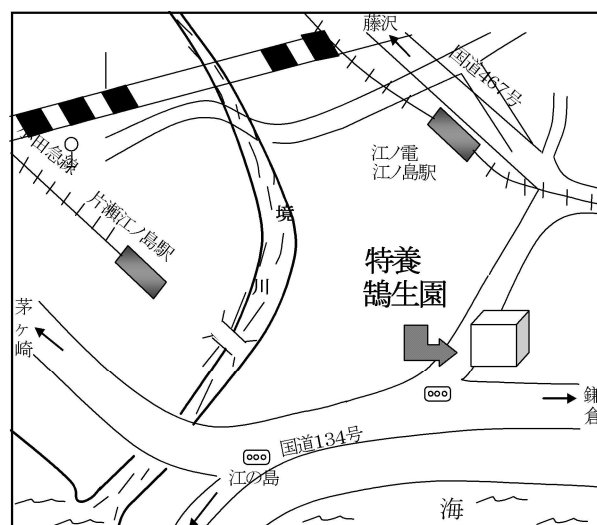 藤沢
国道467号
小田急線
江ノ電
江ノ島駅
片瀬江ノ島駅
境川
特養
鵠生園
茅ヶ崎
鎌倉
国道134号
江の島
海